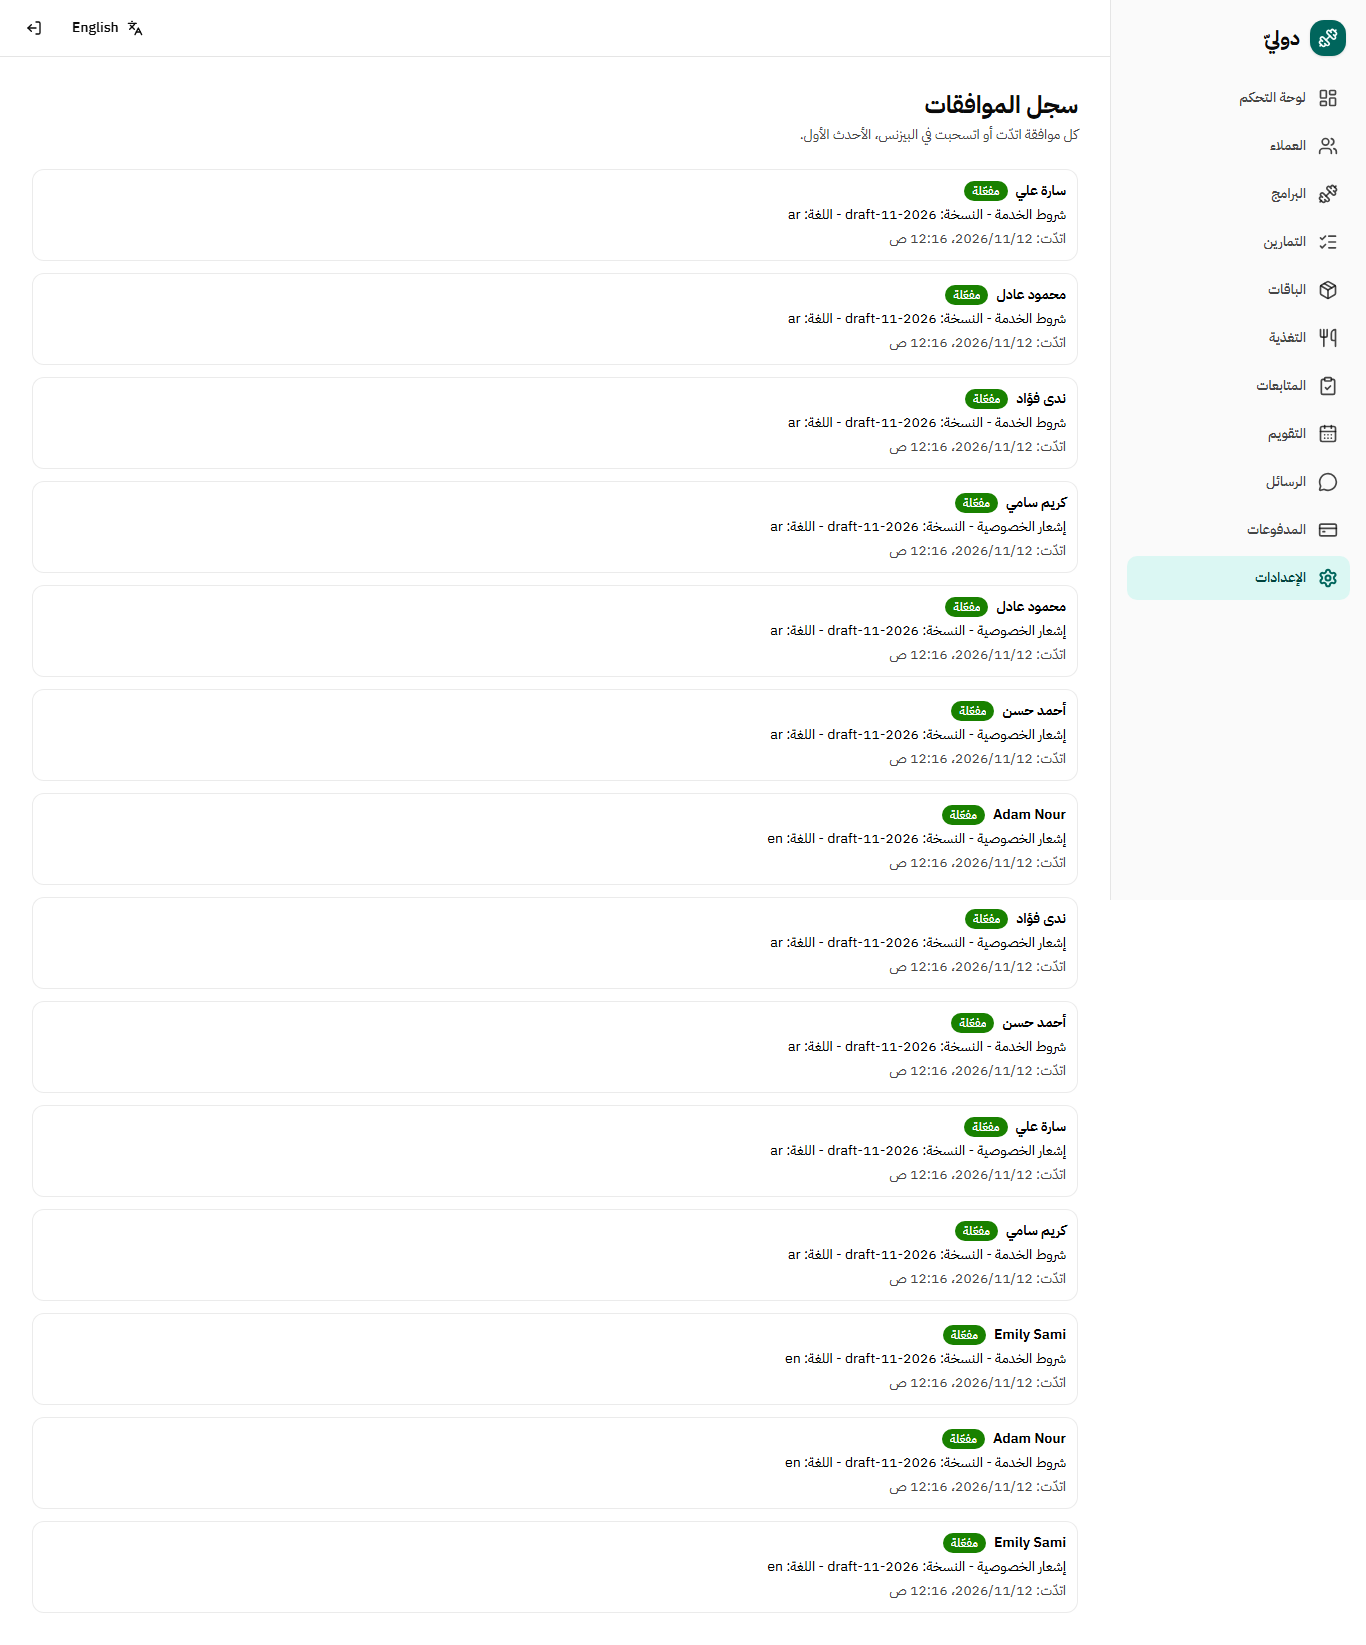 دوليّ
لوحة التحكم
العملاء
البرامج
التمارين
الباقات
التغذية
المتابعات
التقويم
الرسائل
المدفوعات
الإعدادات
English
سجل الموافقات
كل موافقة اتدّت أو اتسحبت في البيزنس، الأحدث الأول.
سارة علي مفعّلة
شروط الخدمة - النسخة: draft-11-2026 - اللغة: ar
اتدّت: 2026/11/12، 12:16 ص
محمود عادل مفعّلة
شروط الخدمة - النسخة: draft-11-2026 - اللغة: ar
اتدّت: 2026/11/12، 12:16 ص
ندى فؤاد مفعّلة
شروط الخدمة - النسخة: draft-11-2026 - اللغة: ar
اتدّت: 2026/11/12، 12:16 ص
كريم سامي مفعّلة
إشعار الخصوصية - النسخة: draft-11-2026 - اللغة: ar
اتدّت: 2026/11/12، 12:16 ص
محمود عادل مفعّلة
إشعار الخصوصية - النسخة: draft-11-2026 - اللغة: ar
اتدّت: 2026/11/12، 12:16 ص
أحمد حسن مفعّلة
إشعار الخصوصية - النسخة: draft-11-2026 - اللغة: ar
اتدّت: 2026/11/12، 12:16 ص
Adam Nour مفعّلة
إشعار الخصوصية - النسخة: draft-11-2026 - اللغة: en
اتدّت: 2026/11/12، 12:16 ص
ندى فؤاد مفعّلة
إشعار الخصوصية - النسخة: draft-11-2026 - اللغة: ar
اتدّت: 2026/11/12، 12:16 ص
أحمد حسن مفعّلة
شروط الخدمة - النسخة: draft-11-2026 - اللغة: ar
اتدّت: 2026/11/12، 12:16 ص
سارة علي مفعّلة
إشعار الخصوصية - النسخة: draft-11-2026 - اللغة: ar
اتدّت: 2026/11/12، 12:16 ص
كريم سامي مفعّلة
شروط الخدمة - النسخة: draft-11-2026 - اللغة: ar
اتدّت: 2026/11/12، 12:16 ص
Emily Sami مفعّلة
شروط الخدمة - النسخة: draft-11-2026 - اللغة: en
اتدّت: 2026/11/12، 12:16 ص
Adam Nour مفعّلة
شروط الخدمة - النسخة: draft-11-2026 - اللغة: en
اتدّت: 2026/11/12، 12:16 ص
Emily Sami مفعّلة
إشعار الخصوصية - النسخة: draft-11-2026 - اللغة: en
اتدّت: 2026/11/12، 12:16 ص